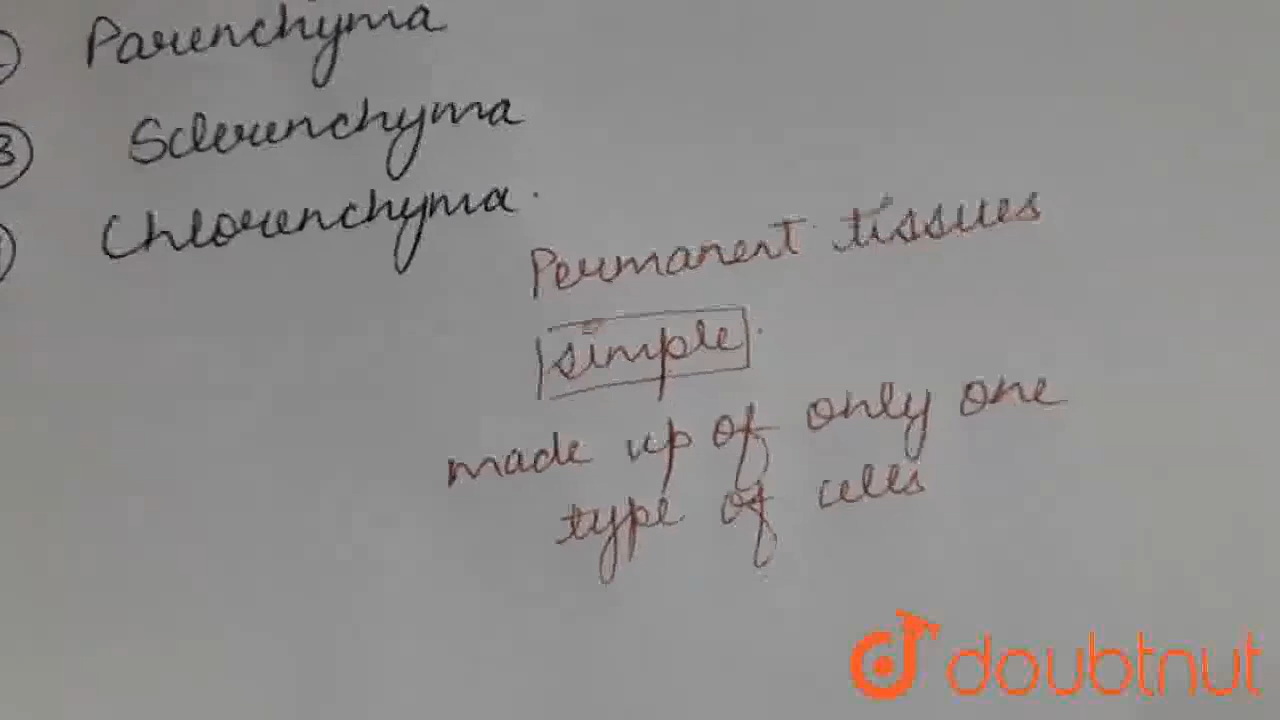 Parenchyma
③ Sclerenchyma
Chlorenchyma.
Permanent tissues
simple
made up of only one
type of cells
doubtnut